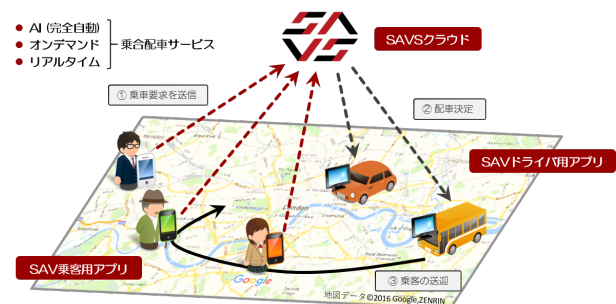 SAVS
SAVSクラウド
● AI (完全自動)
● オンデマンド
● リアルタイム
乗合配車サービス
① 乗車要求を送信
② 配車決定
SAVドライバ用アプリ
London
SAV乗客用アプリ
Google
③ 乗客の送迎
地図データ©2016 Google,ZENRIN